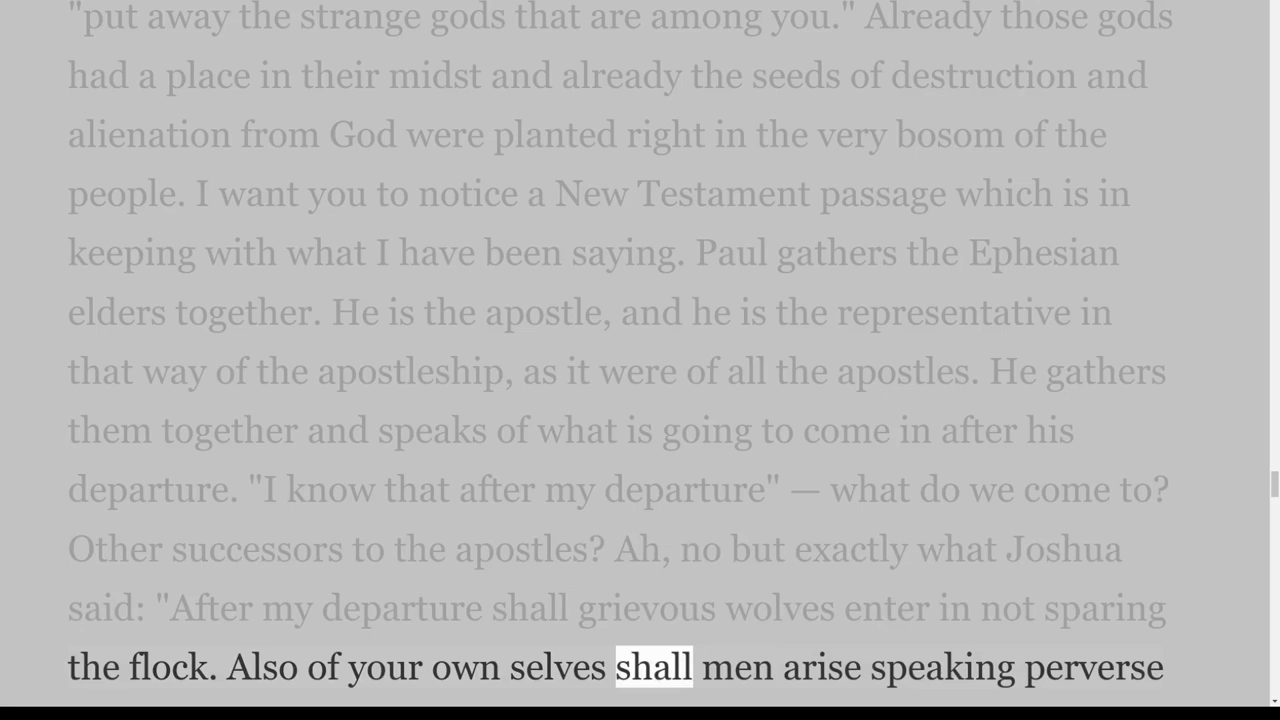 "put away the strange gods that are among you." Already those gods
had a place in their midst and already the seeds of destruction and
alienation from God were planted right in the very bosom of the
people. I want you to notice a New Testament passage which is in
keeping with what I have been saying. Paul gathers the Ephesian
elders together. He is the apostle, and he is the representative in
that way of the apostleship, as it were of all the apostles. He gathers
them together and speaks of what is going to come in after his
departure. "I know that after my departure" — what do we come to?
Other successors to the apostles? Ah, no but exactly what Joshua
said: "After my departure shall grievous wolves enter in not sparing
the flock. Also of your own selves shall men arise speaking perverse